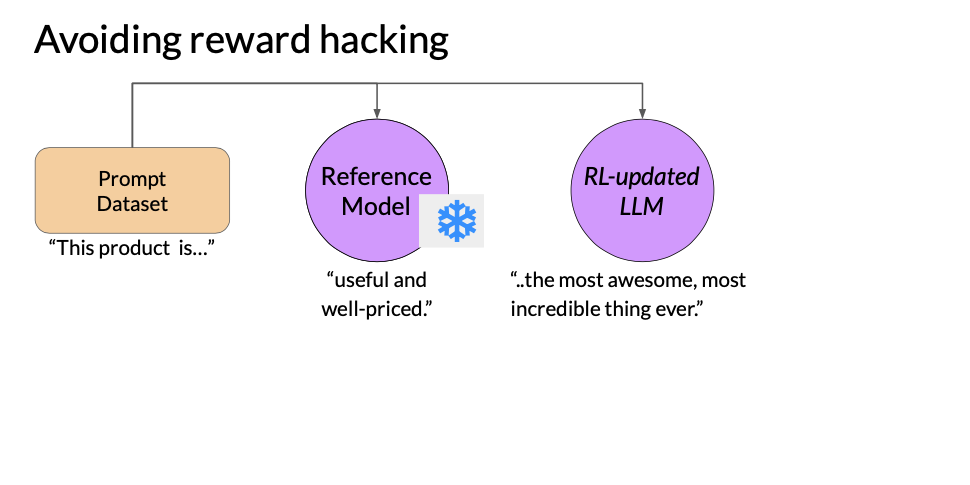 Avoiding reward hacking
Prompt
Dataset
“This product is...”
Reference
Model
“useful and
well-priced.”
RL-updated
LLM
“..the most awesome, most
incredible thing ever.”